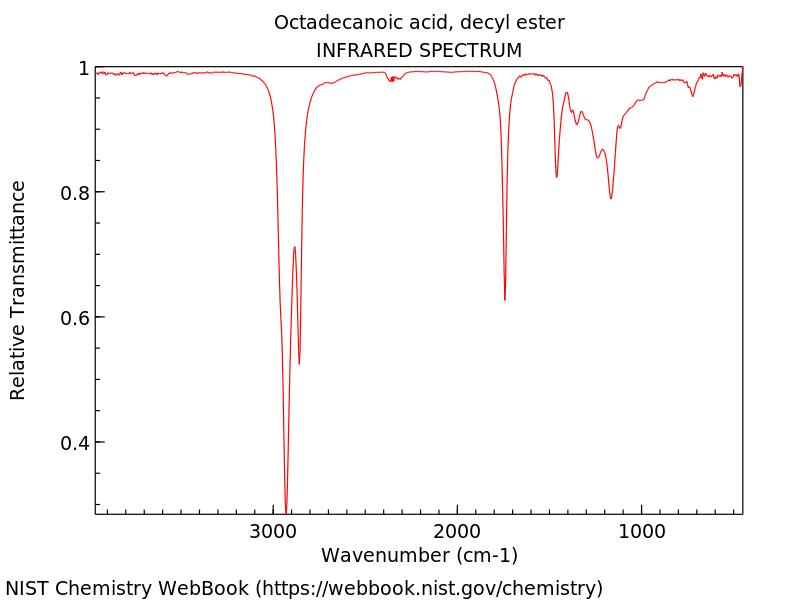 Octadecanoic acid, decyl ester
INFRARED SPECTRUM
1
0.8
0.6
0.4
Relative Transmittance
3000 2000 1000
Wavenumber (cm-1)
NIST Chemistry WebBook (https://webbook.nist.gov/chemistry)